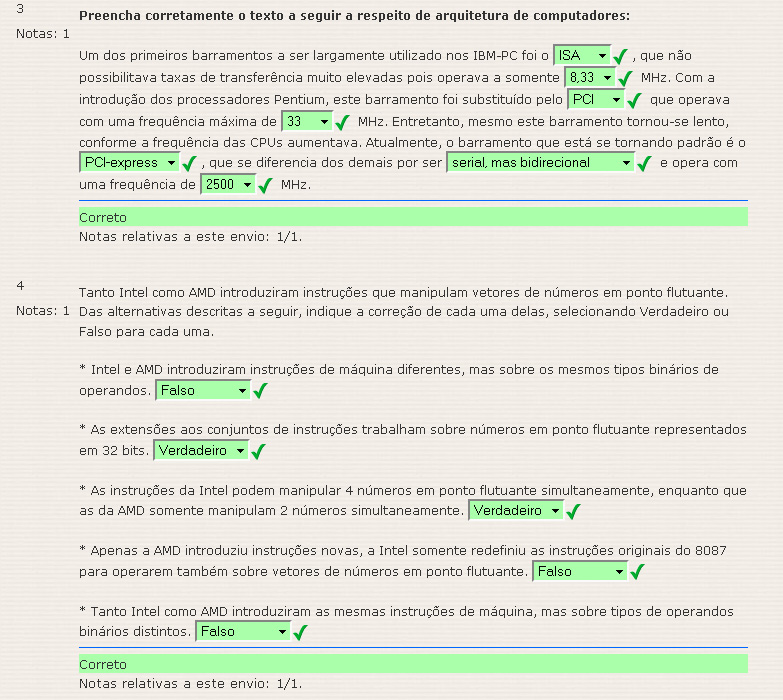 3
Preencha corretamente o texto a seguir a respeito de arquitetura de computadores:
Notas: 1
Um dos primeiros barramentos a ser largamente utilizado nos IBM-PC foi o ISA , que não
possibilitava taxas de transferência muito elevadas pois operava a somente 8,33 MHz. Com a
introdução dos processadores Pentium, este barramento foi substituído pelo PCI que operava
com uma frequência máxima de 33 MHz. Entretanto, mesmo este barramento tornou-se lento,
conforme a frequência das CPUs aumentava. Atualmente, o barramento que está se tornando padrão é o
PCI-express , que se diferencia dos demais por ser serial, mas bidirecional e opera com
uma frequência de 2500 MHz.
Correto
Notas relativas a este envio: 1/1.
4
Notas: 1
Tanto Intel como AMD introduziram instruções que manipulam vetores de números em ponto flutuante.
Das alternativas descritas a seguir, indique a correção de cada uma delas, selecionando Verdadeiro ou
Falso para cada uma.
* Intel e AMD introduziram instruções de máquina diferentes, mas sobre os mesmos tipos binários de
operandos. Falso
* As extensões aos conjuntos de instruções trabalham sobre números em ponto flutuante representados
em 32 bits. Verdadeiro
* As instruções da Intel podem manipular 4 números em ponto flutuante simultaneamente, enquanto que
as da AMD somente manipulam 2 números simultaneamente. Verdadeiro
* Apenas a AMD introduziu instruções novas, a Intel somente redefiniu as instruções originais do 8087
para operarem também sobre vetores de números em ponto flutuante. Falso
* Tanto Intel como AMD introduziram as mesmas instruções de máquina, mas sobre tipos de operandos
binários distintos. Falso
Correto
Notas relativas a este envio: 1/1.